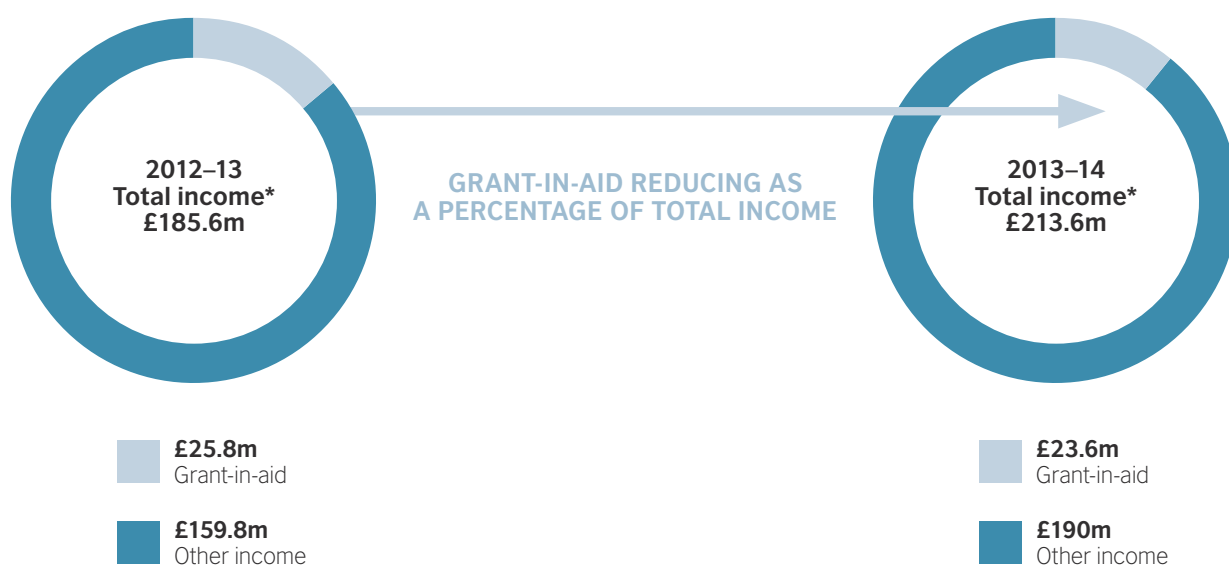 2012–13
Total income*
£185.6m
GRANT-IN-AID REDUCING AS
A PERCENTAGE OF TOTAL INCOME
2013–14
Total income*
£213.6m
£25.8m
Grant-in-aid
£159.8m
Other income
£23.6m
Grant-in-aid
£190m
Other income